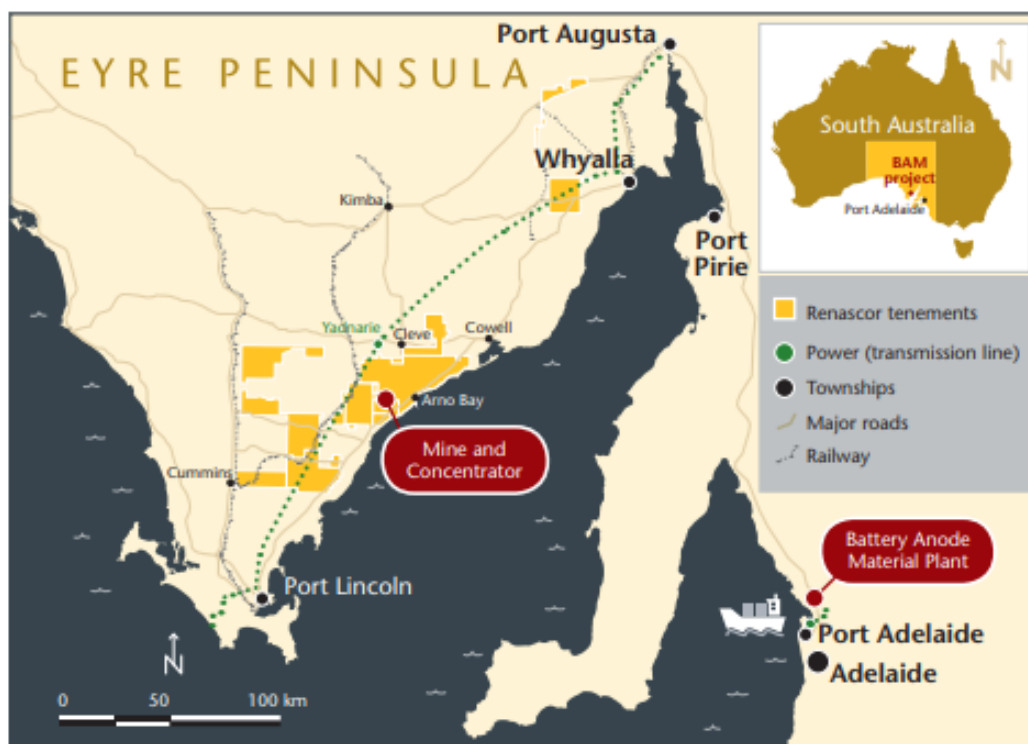 EYRE PENINSULA
Port Augusta
Whyalla
Kimba
Port
Pirie
Yadnarie
Cleve
Cowell
Arno Bay
Mine and
Concentrator
Cummins
Port Lincoln
N
0 50 100 km
N
South Australia
BAM
project
Port Adelaide
Renascor tenements
Power (transmission line)
Townships
Major roads
Railway
Battery Anode
Material Plant
Port Adelaide
Adelaide